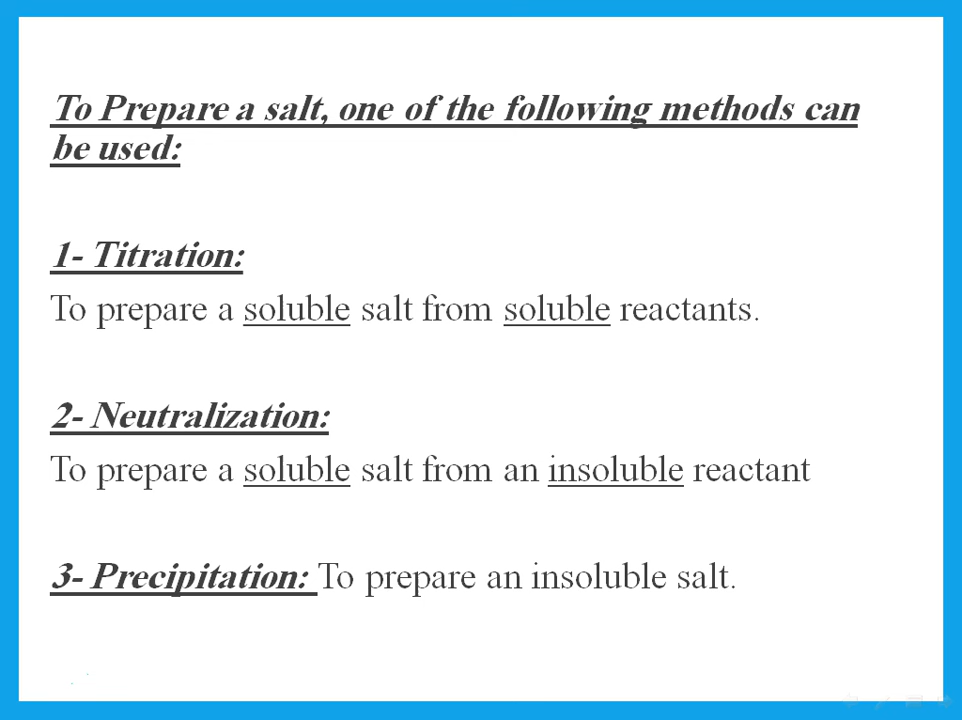 To Prepare a salt, one of the following methods can
be used:
1- Titration:
To prepare a soluble salt from soluble reactants.
2- Neutralization:
To prepare a soluble salt from an insoluble reactant
3- Precipitation: To prepare an insoluble salt.